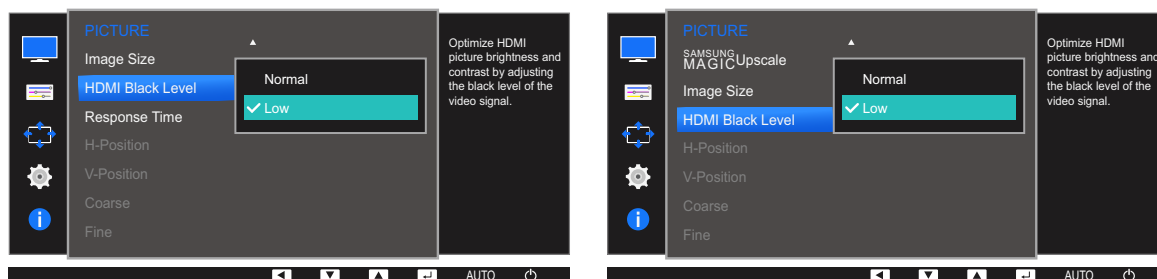 PICTURE
Image Size
HDMI Black Level
Response Time
H-Position
V-Position
Coarse
Fine
Normal
Low
Optimize HDMI
picture brightness and
contrast by adjusting
the black level of the
video signal.
AUTO
PICTURE
SAMSUNG
MAGICUpscale
Image Size
HDMI Black Level
H-Position
V-Position
Coarse
Fine
Normal
Low
Optimize HDMI
picture brightness and
contrast by adjusting
the black level of the
video signal.
AUTO